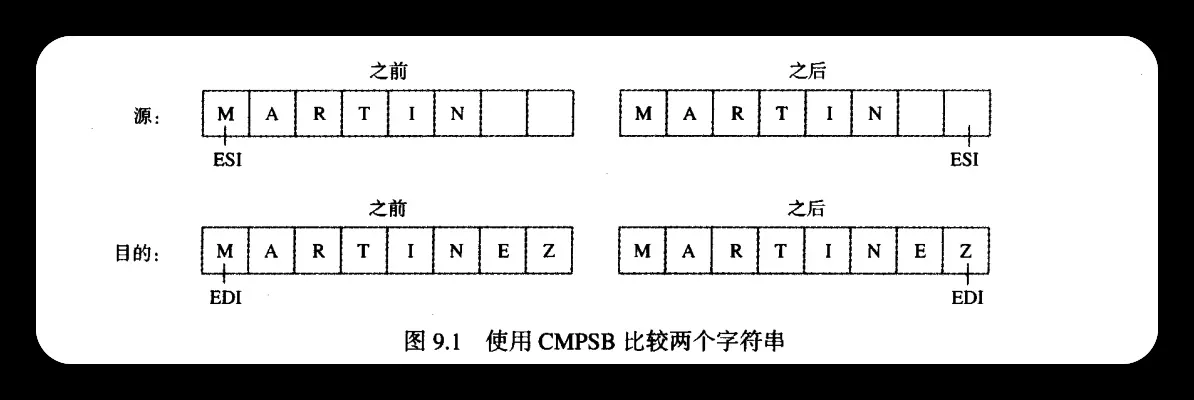 之前 之后
源: M A R T I N M A R T I N
ESI ESI
之前 之后
目的: M A R T I N E Z M A R T I N E Z
EDI EDI
图 9.1 使用 CMPSB 比较两个字符串